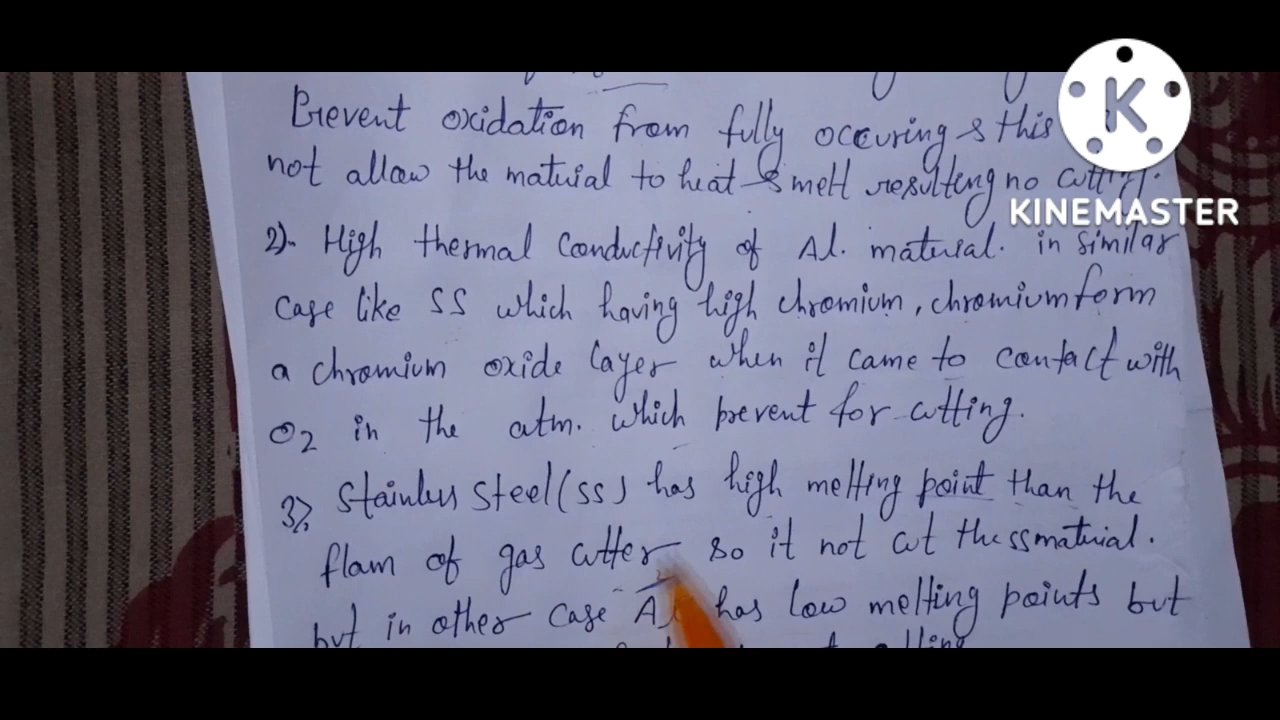 Prevent oxidation from fully occuring & this
not allow the material to heat & melt resulting no cutting.
K
KINEMASTER
2). High thermal conductivity of Al. material. in similar
case like SS which having high chromium, chromium form
a chromium oxide layer when it came to contact with
O2 in the atm. which prevent for cutting.
3). Stainless Steel (SS) has high melting point than the
flam of gas cutter so it not cut the ss material.
but in other case Al has low melting points but